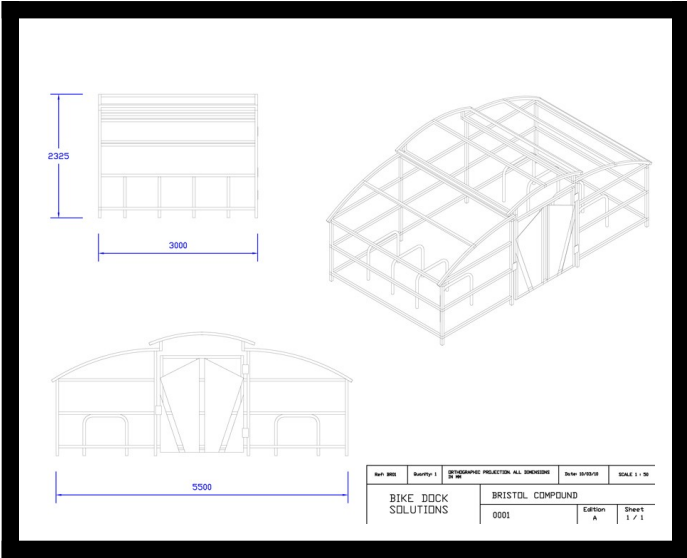 2325
3000
5500
Ref: BR01
Quantity: 1
ORTHOGRAPHIC PROJECTION. ALL DIMENSIONS
IN MM
Date: 10/03/18
SCALE 1 : 50
BIKE DOCK
SOLUTIONS
BRISTOL COMPOUND
0001
Edition
A
Sheet
1 / 1